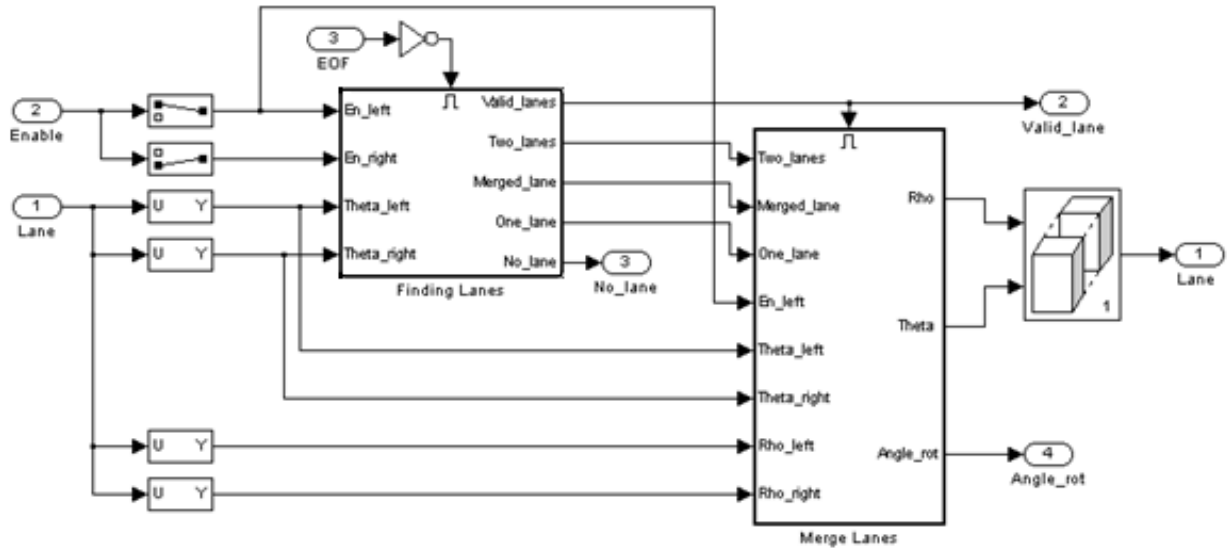 3
EOF
2
Enable
En_left
Valid_lanes
2
Valid_lane
En_right
Two_lanes
Two_lanes
1
Lane
U Y
Theta_left
Merged_lane
Rho
Merged_lane
U Y
Theta_right
One_lane
One_lane
No_lane
3
No_lane
1
Lane
Finding Lanes
En_left
1
Theta
Theta_left
Theta_right
U Y
Rho_left
Angle_rot
4
Angle_rot
U Y
Rho_right
Merge Lanes